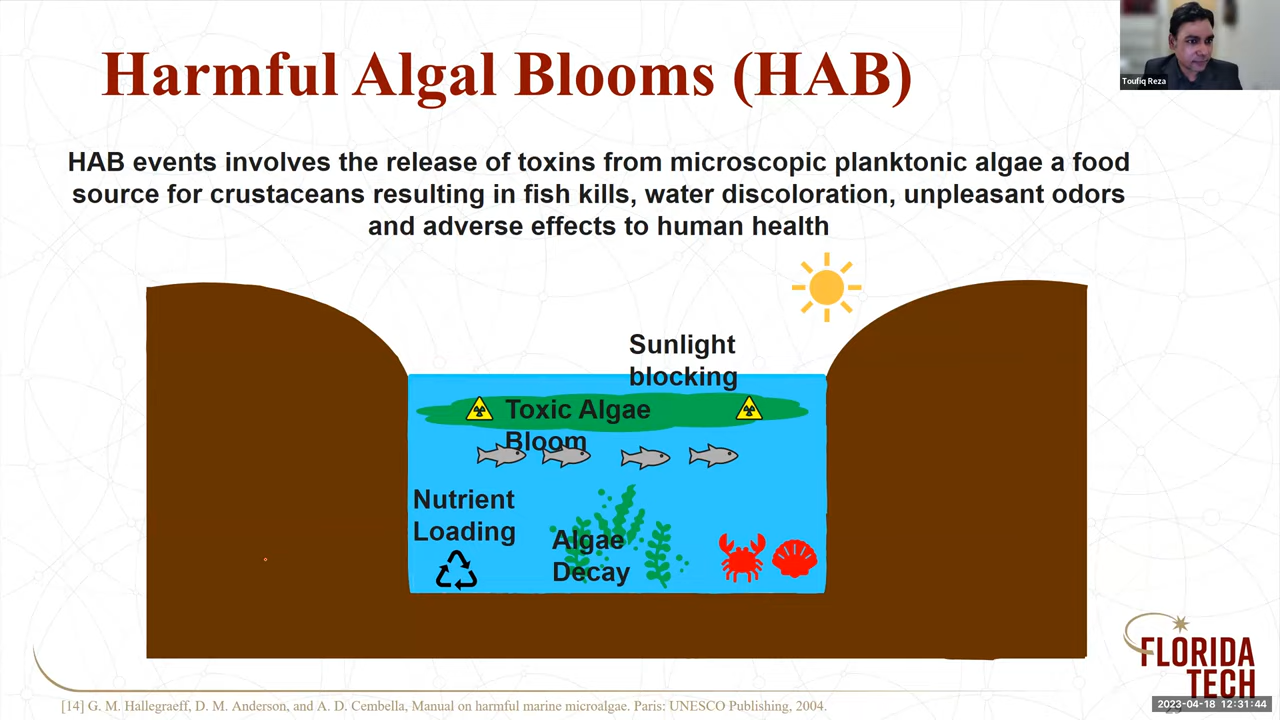 Harmful Algal Blooms (HAB)
Toufiq Reza
HAB events involves the release of toxins from microscopic planktonic algae a food
source for crustaceans resulting in fish kills, water discoloration, unpleasant odors
and adverse effects to human health
Sunlight
blocking
Toxic Algae
Bloom
Nutrient
Loading
Algae
Decay
FLORIDA
TECH
[14] G. M. Hallegraeff, D. M. Anderson, and A. D. Cembella, Manual on harmful marine microalgae. Paris: UNESCO Publishing, 2004.
2023-04-18 12:31:44